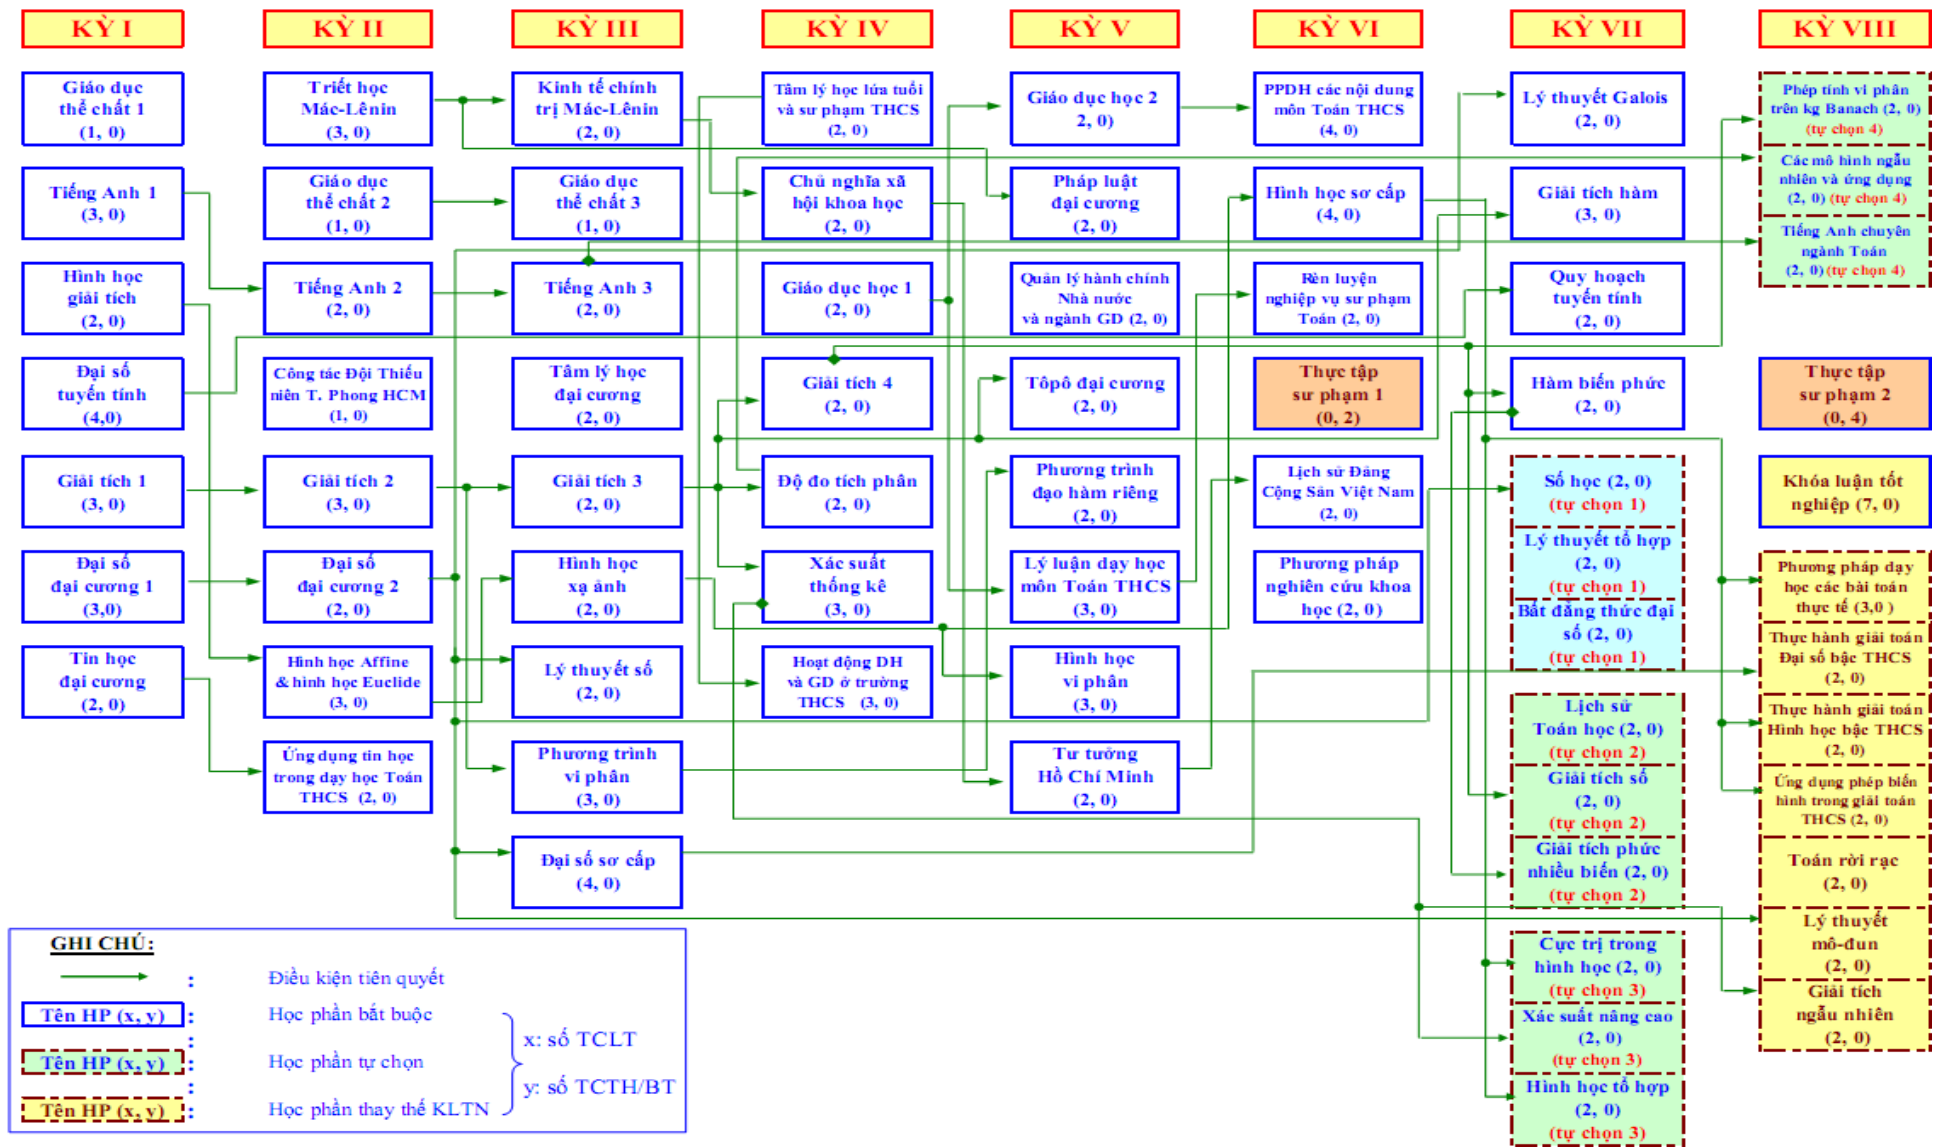 KỲ I
KỲ II
KỲ III
KỲ IV
KỲ V
KỲ VI
KỲ VII
KỲ VIII
Giáo dục
thể chất 1
(1, 0)
Tiếng Anh 1
(3, 0)
Hình học
giải tích
(2, 0)
Đại số
tuyến tính
(4,0)
Giải tích 1
(3, 0)
Đại số
đại cương 1
(3,0)
Tin học
đại cương
(2, 0)
Triết học
Mác-Lênin
(3, 0)
Giáo dục
thể chất 2
(1, 0)
Tiếng Anh 2
(2, 0)
Công tác Đội Thiếu
niên T. Phong HCM
(1, 0)
Giải tích 2
(3, 0)
Đại số
đại cương 2
(2, 0)
Hình học Affine
& hình học Euclide
(3, 0)
Ứng dụng tin học
trong dạy học Toán
THCS (2, 0)
Kinh tế chính
trị Mác-Lênin
(2, 0)
Giáo dục
thể chất 3
(1, 0)
Tiếng Anh 3
(2, 0)
Tâm lý học
đại cương
(2, 0)
Giải tích 3
(2, 0)
Hình học
xạ ảnh
(2, 0)
Lý thuyết số
(2, 0)
Phương trình
vi phân
(3, 0)
Đại số sơ cấp
(4, 0)
Tâm lý học lứa tuổi
và sư phạm THCS
(2, 0)
Chủ nghĩa xã
hội khoa học
(2, 0)
Giáo dục học 1
(2, 0)
Giải tích 4
(2, 0)
Độ đo tích phân
(2, 0)
Xác suất
thống kê
(3, 0)
Hoạt động DH
và GD ở trường
THCS (3, 0)
Giáo dục học 2
2, 0)
Pháp luật
đại cương
(2, 0)
Quản lý hành chính
Nhà nước
và ngành GD (2, 0)
Tôpô đại cương
(2, 0)
Phương trình
đạo hàm riêng
(2, 0)
Lý luận dạy học
môn Toán THCS
(3, 0)
Hình học
vi phân
(3, 0)
Tư tưởng
Hồ Chí Minh
(2, 0)
PPDH các nội dung
môn Toán THCS
(4, 0)
Hình học sơ cấp
(4, 0)
Rèn luyện
nghiệp vụ sư phạm
Toán (2, 0)
Thực tập
sư phạm 1
(0, 2)
Lịch sử Đảng
Cộng Sản Việt Nam
(2, 0)
Phương pháp
nghiên cứu khoa
học (2, 0)
Lý thuyết Galois
(2, 0)
Giải tích hàm
(3, 0)
Quy hoạch
tuyến tính
(2, 0)
Hàm biến phức
(2, 0)
Số học (2, 0)
(tự chọn 1)
Lý thuyết tổ hợp
(2, 0)
(tự chọn 1)
Bất đẳng thức đại
số (2, 0)
(tự chọn 1)
Lịch sử
Toán học (2, 0)
(tự chọn 2)
Giải tích số
(2, 0)
(tự chọn 2)
Giải tích phức
nhiều biến (2, 0)
(tự chọn 2)
Cực trị trong
hình học (2, 0)
(tự chọn 3)
Xác suất nâng cao
(2, 0)
(tự chọn 3)
Hình học tổ hợp
(2, 0)
(tự chọn 3)
Phép tính vi phân
trên kg Banach (2, 0)
(tự chọn 4)
Các mô hình ngẫu
nhiên và ứng dụng
(2, 0) (tự chọn 4)
Tiếng Anh chuyên
ngành Toán
(2, 0) (tự chọn 4)
Thực tập
sư phạm 2
(0, 4)
Khóa luận tốt
nghiệp (7, 0)
Phương pháp dạy
học các bài toán
thực tế (3,0 )
Thực hành giải toán
Đại số bậc THCS
(2, 0)
Thực hành giải toán
Hình học bậc THCS
(2, 0)
Ứng dụng phép biến
hình trong giải toán
THCS (2, 0)
Toán rời rạc
(2, 0)
Lý thuyết
mô-đun
(2, 0)
Giải tích
ngẫu nhiên
(2, 0)
GHI CHÚ:
: Điều kiện tiên quyết
Tên HP (x, y) : Học phần bắt buộc
:
Tên HP (x, y) : Học phần tự chọn
:
Tên HP (x, y) : Học phần thay thế KLTN
x: số TCLT
y: số TCTH/BT